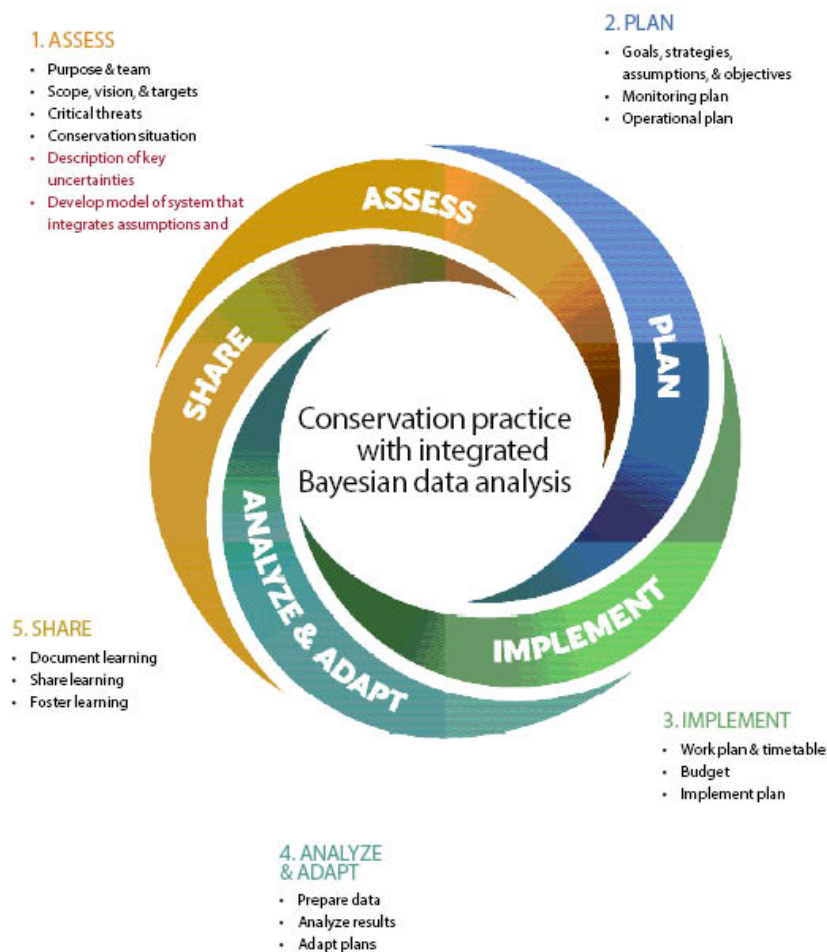 1. ASSESS
• Purpose & team
• Scope, vision, & targets
• Critical threats
• Conservation situation
• Description of key
uncertainties
• Develop model of system that
integrates assumptions and
2. PLAN
• Goals, strategies,
assumptions, & objectives
• Monitoring plan
• Operational plan
ASSESS
PLAN
SHARE
Conservation practice
with integrated
Bayesian data analysis
ANALYZE & ADAPT
IMPLEMENT
5. SHARE
• Document learning
• Share learning
• Foster learning
3. IMPLEMENT
• Work plan & timetable
• Budget
• Implement plan
4. ANALYZE
& ADAPT
• Prepare data
• Analyze results
• Adapt plans